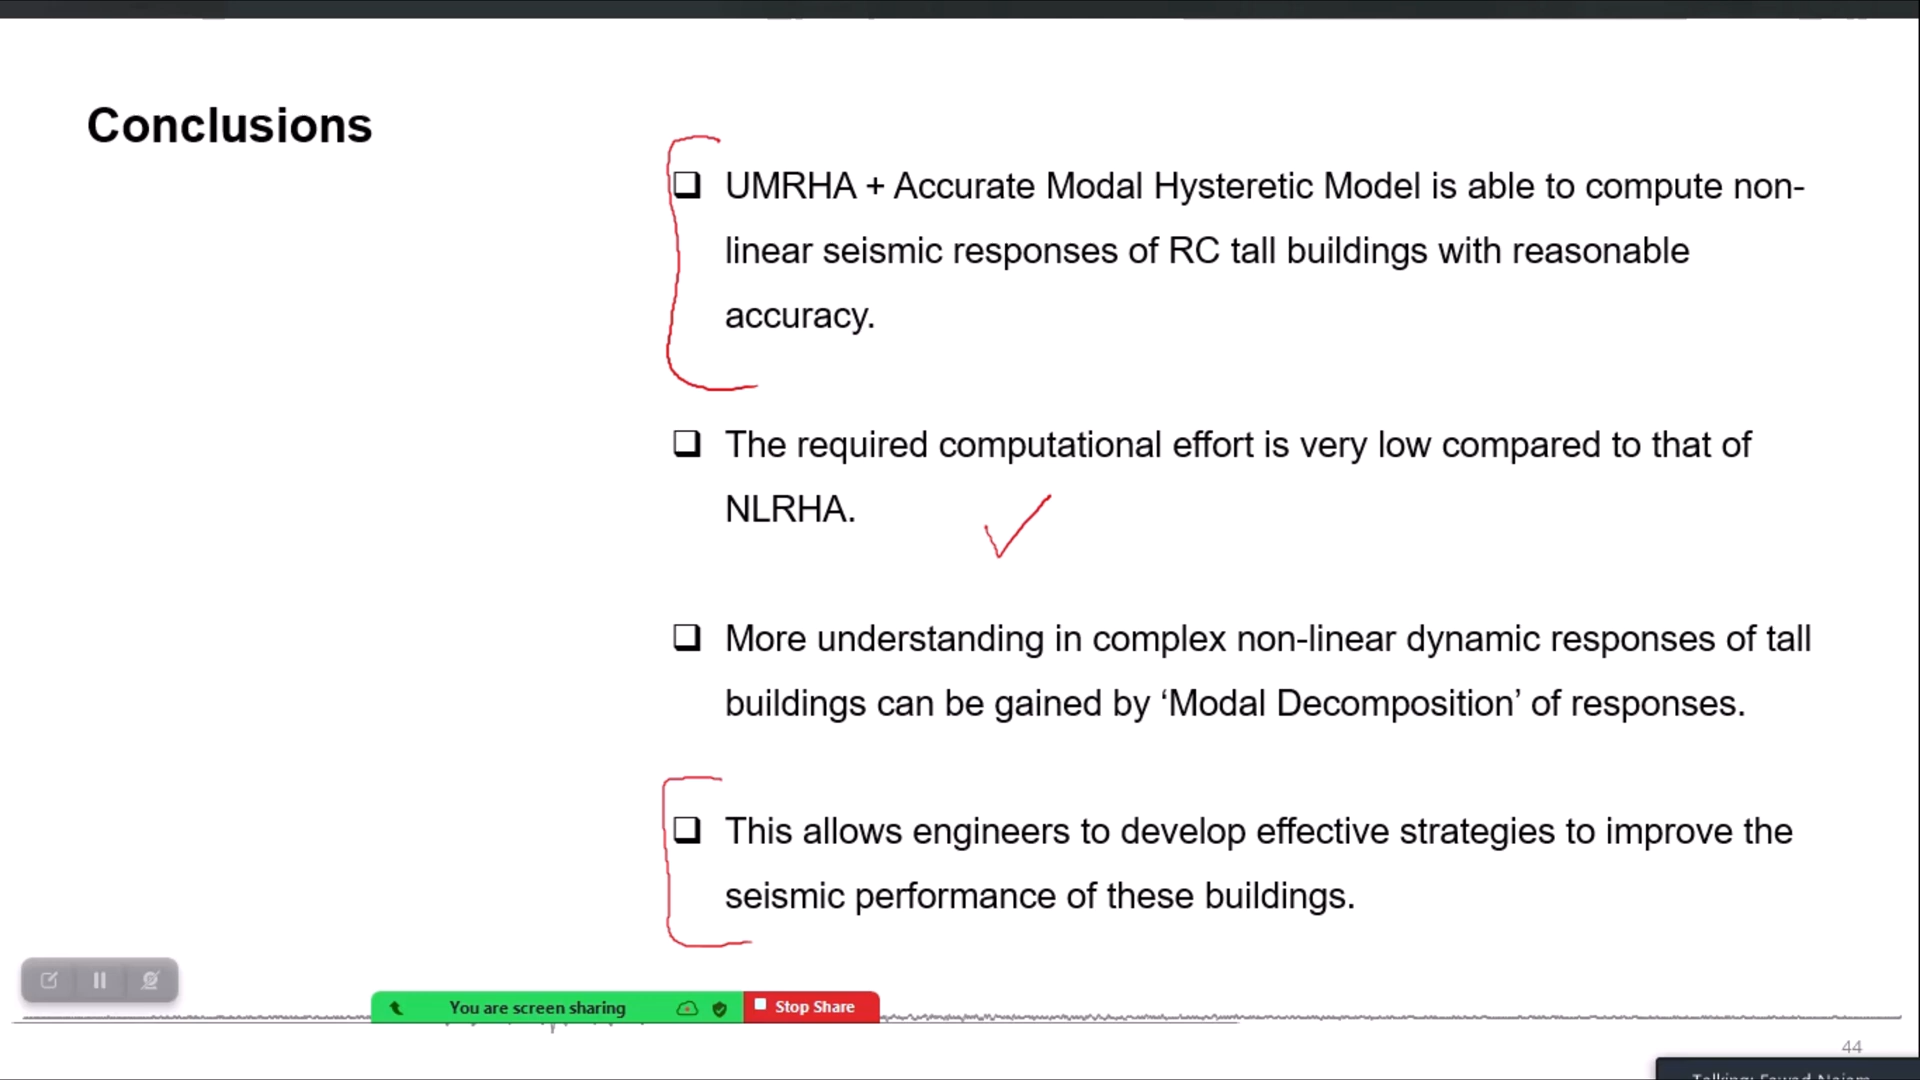 Conclusions
UMRHA + Accurate Modal Hysteretic Model is able to compute non-
linear seismic responses of RC tall buildings with reasonable
accuracy.
The required computational effort is very low compared to that of
NLRHA.
More understanding in complex non-linear dynamic responses of tall
buildings can be gained by ‘Modal Decomposition’ of responses.
This allows engineers to develop effective strategies to improve the
seismic performance of these buildings.
You are screen sharing
Stop Share
44
Talking: Fawad Najam